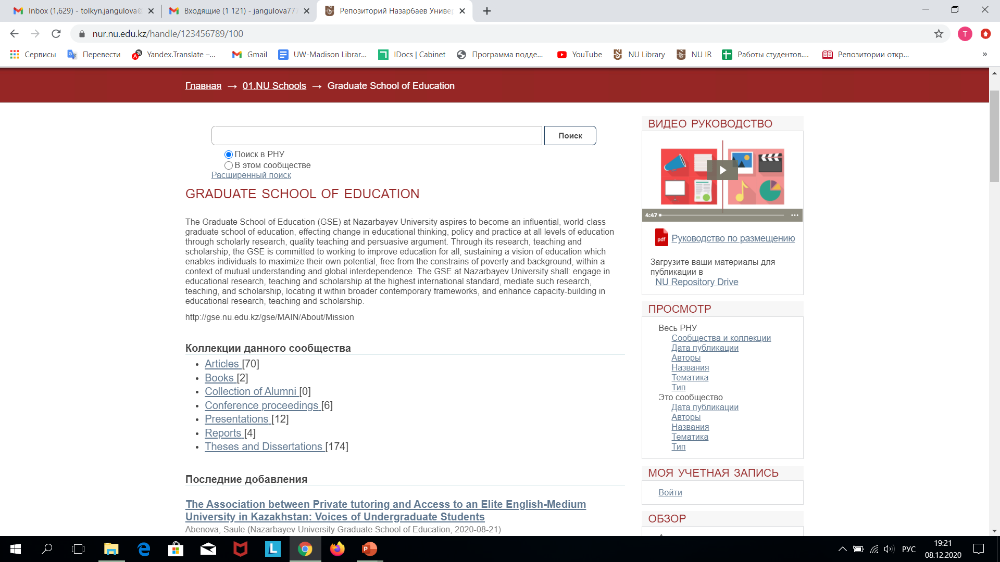 Inbox (1,629) - tolkyn.jangulova@
Входящие (1 121) - jangulova777
Репозиторий Назарбаев Универ
nur.nu.edu.kz/handle/123456789/100
T
Сервисы
Перевести
Yandex.Translate –...
Gmail
UW-Madison Librar...
IDocs | Cabinet
Программа подде...
YouTube
NU Library
NU IR
Работы студентов....
Репозитории откр...
»
Главная → 01.NU Schools → Graduate School of Education
Поиск
Поиск в РНУ
В этом сообществе
Расширенный поиск
GRADUATE SCHOOL OF EDUCATION
The Graduate School of Education (GSE) at Nazarbayev University aspires to become an influential, world-class
graduate school of education, effecting change in educational thinking, policy and practice at all levels of education
through scholarly research, quality teaching and persuasive argument. Through its research, teaching and
scholarship, the GSE is committed to working to improve education for all, sustaining a vision of education which
enables individuals to maximize their own potential, free from the constrains of poverty and background, within a
context of mutual understanding and global interdependence. The GSE at Nazarbayev University shall: engage in
educational research, teaching and scholarship at the highest international standard, mediate such research,
teaching, and scholarship, locating it within broader contemporary frameworks, and enhance capacity-building in
educational research, teaching and scholarship.
http://gse.nu.edu.kz/gse/MAIN/About/Mission
Коллекции данного сообщества
Articles [70]
Books [2]
Collection of Alumni [0]
Conference proceedings [6]
Presentations [12]
Reports [4]
Theses and Dissertations [174]
Последние добавления
The Association between Private tutoring and Access to an Elite English-Medium
University in Kazakhstan: Voices of Undergraduate Students
Abenova, Saule (Nazarbayev University Graduate School of Education, 2020-08-21)
ВИДЕО РУКОВОДСТВО
4:47
pdf
Руководство по размещению
Загрузите ваши материалы для
публикации в
NU Repository Drive
ПРОСМОТР
Весь РНУ
Сообщества и коллекции
Дата публикации
Авторы
Названия
Тематика
Тип
Это сообщество
Дата публикации
Авторы
Названия
Тематика
Тип
МОЯ УЧЕТНАЯ ЗАПИСЬ
Войти
ОБЗОР
L
P
РУС
19:21
08.12.2020